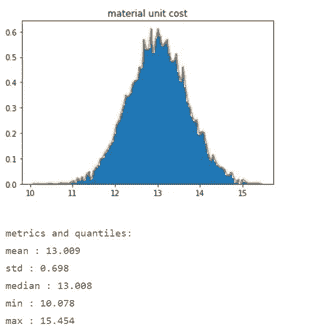 material unit cost
0.6
0.5
0.4
0.3
0.2
0.1
0.0
10 11 12 13 14 15
metrics and quantiles:
mean : 13.009
std : 0.698
median : 13.008
min : 10.078
max : 15.454